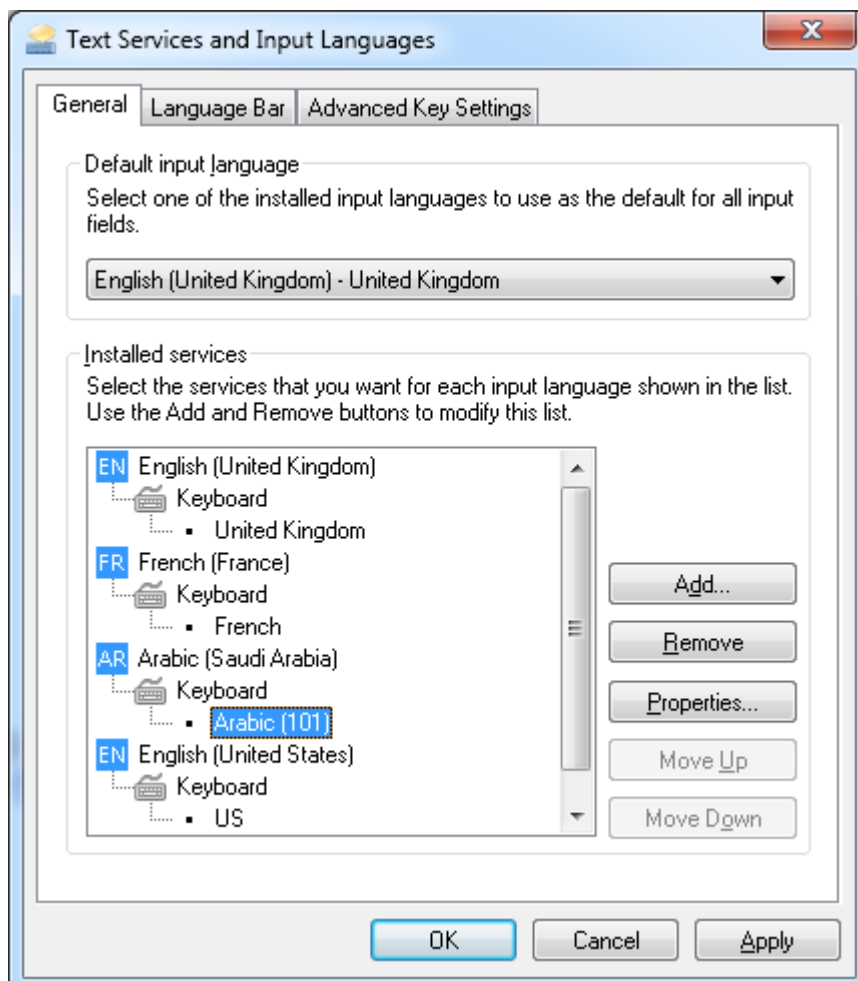 Text Services and Input Languages
General
Language Bar
Advanced Key Settings
Default input language
Select one of the installed input languages to use as the default for all input
fields.
English (United Kingdom) - United Kingdom
Installed services
Select the services that you want for each input language shown in the list.
Use the Add and Remove buttons to modify this list.
EN English (United Kingdom)
Keyboard
United Kingdom
FR French (France)
Keyboard
French
AR Arabic (Saudi Arabia)
Keyboard
Arabic (101)
EN English (United States)
Keyboard
US
Add...
Remove
Properties...
Move Up
Move Down
OK
Cancel
Apply